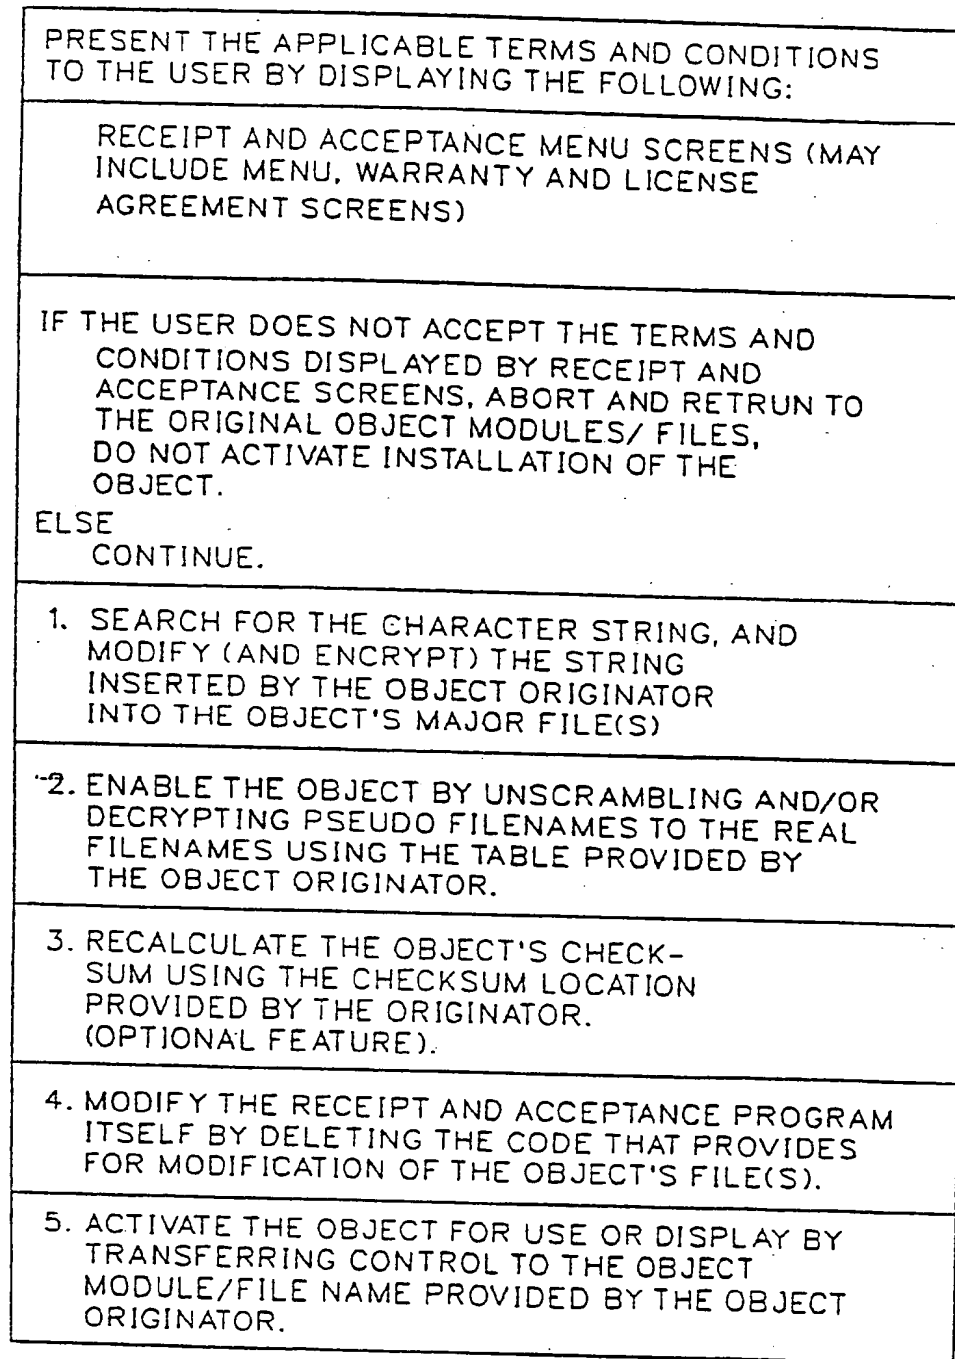 PRESENT THE APPLICABLE TERMS AND CONDITIONS
TO THE USER BY DISPLAYING THE FOLLOWING:
RECEIPT AND ACCEPTANCE MENU SCREENS (MAY
INCLUDE MENU, WARRANTY AND LICENSE
AGREEMENT SCREENS)
IF THE USER DOES NOT ACCEPT THE TERMS AND
CONDITIONS DISPLAYED BY RECEIPT AND
ACCEPTANCE SCREENS, ABORT AND RETRUN TO
THE ORIGINAL OBJECT MODULES/ FILES,
DO NOT ACTIVATE INSTALLATION OF THE
OBJECT.
ELSE
CONTINUE.
1. SEARCH FOR THE CHARACTER STRING, AND
MODIFY (AND ENCRYPT) THE STRING
INSERTED BY THE OBJECT ORIGINATOR
INTO THE OBJECT'S MAJOR FILE(S)
2. ENABLE THE OBJECT BY UNSCRAMBLING AND/OR
DECRYPTING PSEUDO FILENAMES TO THE REAL
FILENAMES USING THE TABLE PROVIDED BY
THE OBJECT ORIGINATOR.
3. RECALCULATE THE OBJECT'S CHECK-
SUM USING THE CHECKSUM LOCATION
PROVIDED BY THE ORIGINATOR.
(OPTIONAL FEATURE).
4. MODIFY THE RECEIPT AND ACCEPTANCE PROGRAM
ITSELF BY DELETING THE CODE THAT PROVIDES
FOR MODIFICATION OF THE OBJECT'S FILE(S).
5. ACTIVATE THE OBJECT FOR USE OR DISPLAY BY
TRANSFERRING CONTROL TO THE OBJECT
MODULE/FILE NAME PROVIDED BY THE OBJECT
ORIGINATOR.